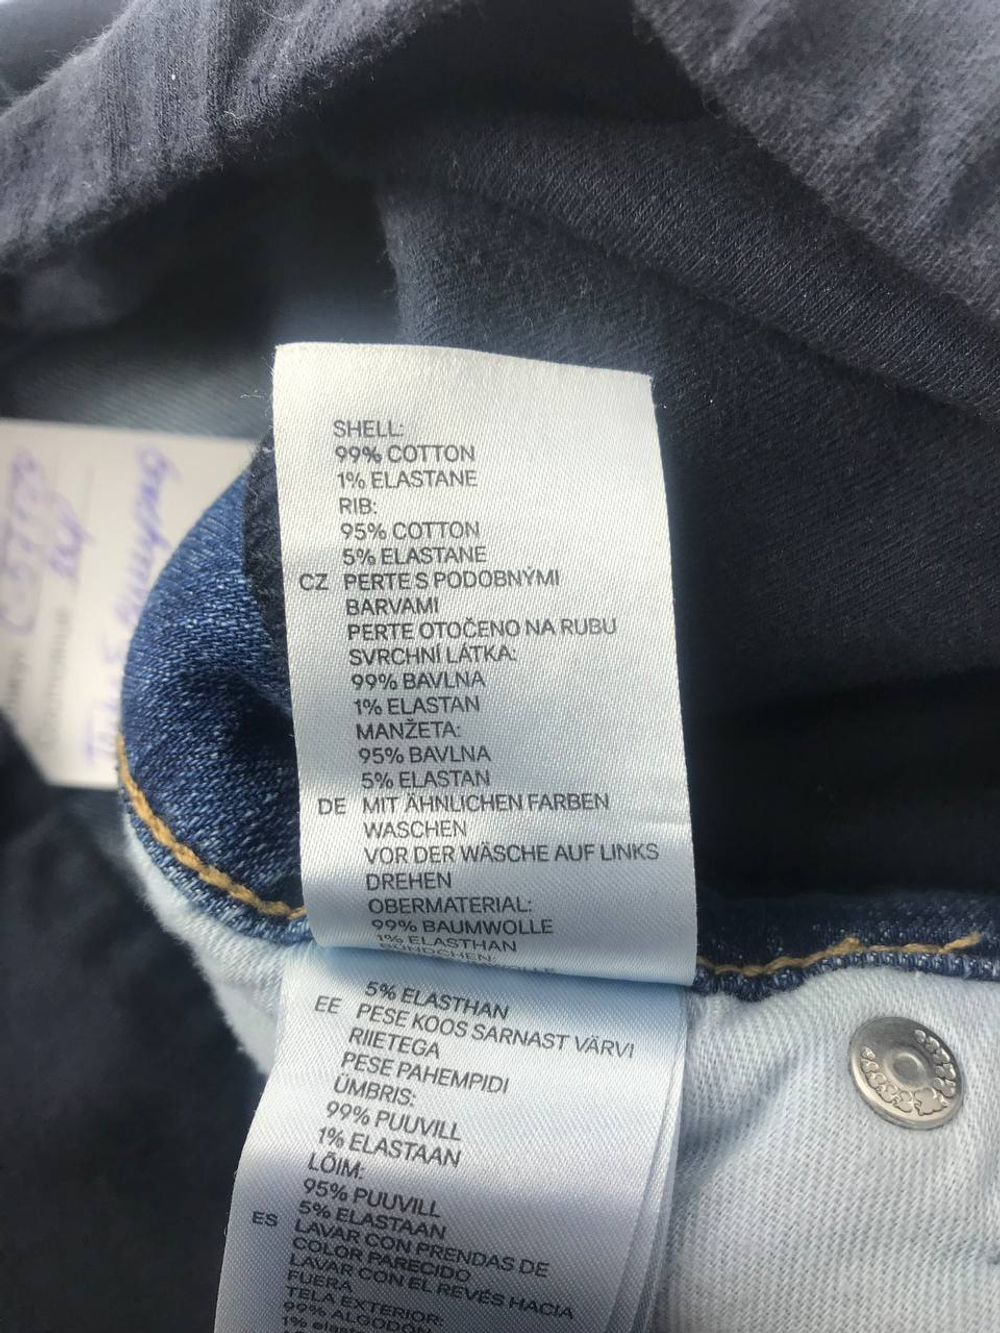 SHELL:
99% COTTON
1% ELASTANE
RIB:
95% COTTON
5% ELASTANE
CZ PERTE S PODOBNÝMI
BARVAMI
PERTE OTOČENO NA RUBU
SVRCHNÍ LÁTKA:
99% BAVLNA
1% ELASTAN
MANŽETA:
95% BAVLNA
5% ELASTAN
DE MIT ÄHNLICHEN FARBEN
WASCHEN
VOR DER WÄSCHE AUF LINKS
DREHEN
OBERMATERIAL:
99% BAUMWOLLE
1% ELASTHAN
BÜNDCHEN:
5% ELASTHAN
EE PESE KOOS SARNAST VÄRVI
RIIETEGA
PESE PAHEMPIDI
ÜMBRIS:
99% PUUVILL
1% ELASTAAN
LÕIM:
95% PUUVILL
5% ELASTAAN
ES LAVAR CON PRENDAS DE
COLOR PARECIDO
LAVAR CON EL REVÉS HACIA
FUERA
TELA EXTERIOR:
99% ALGODÓN
1% elastano